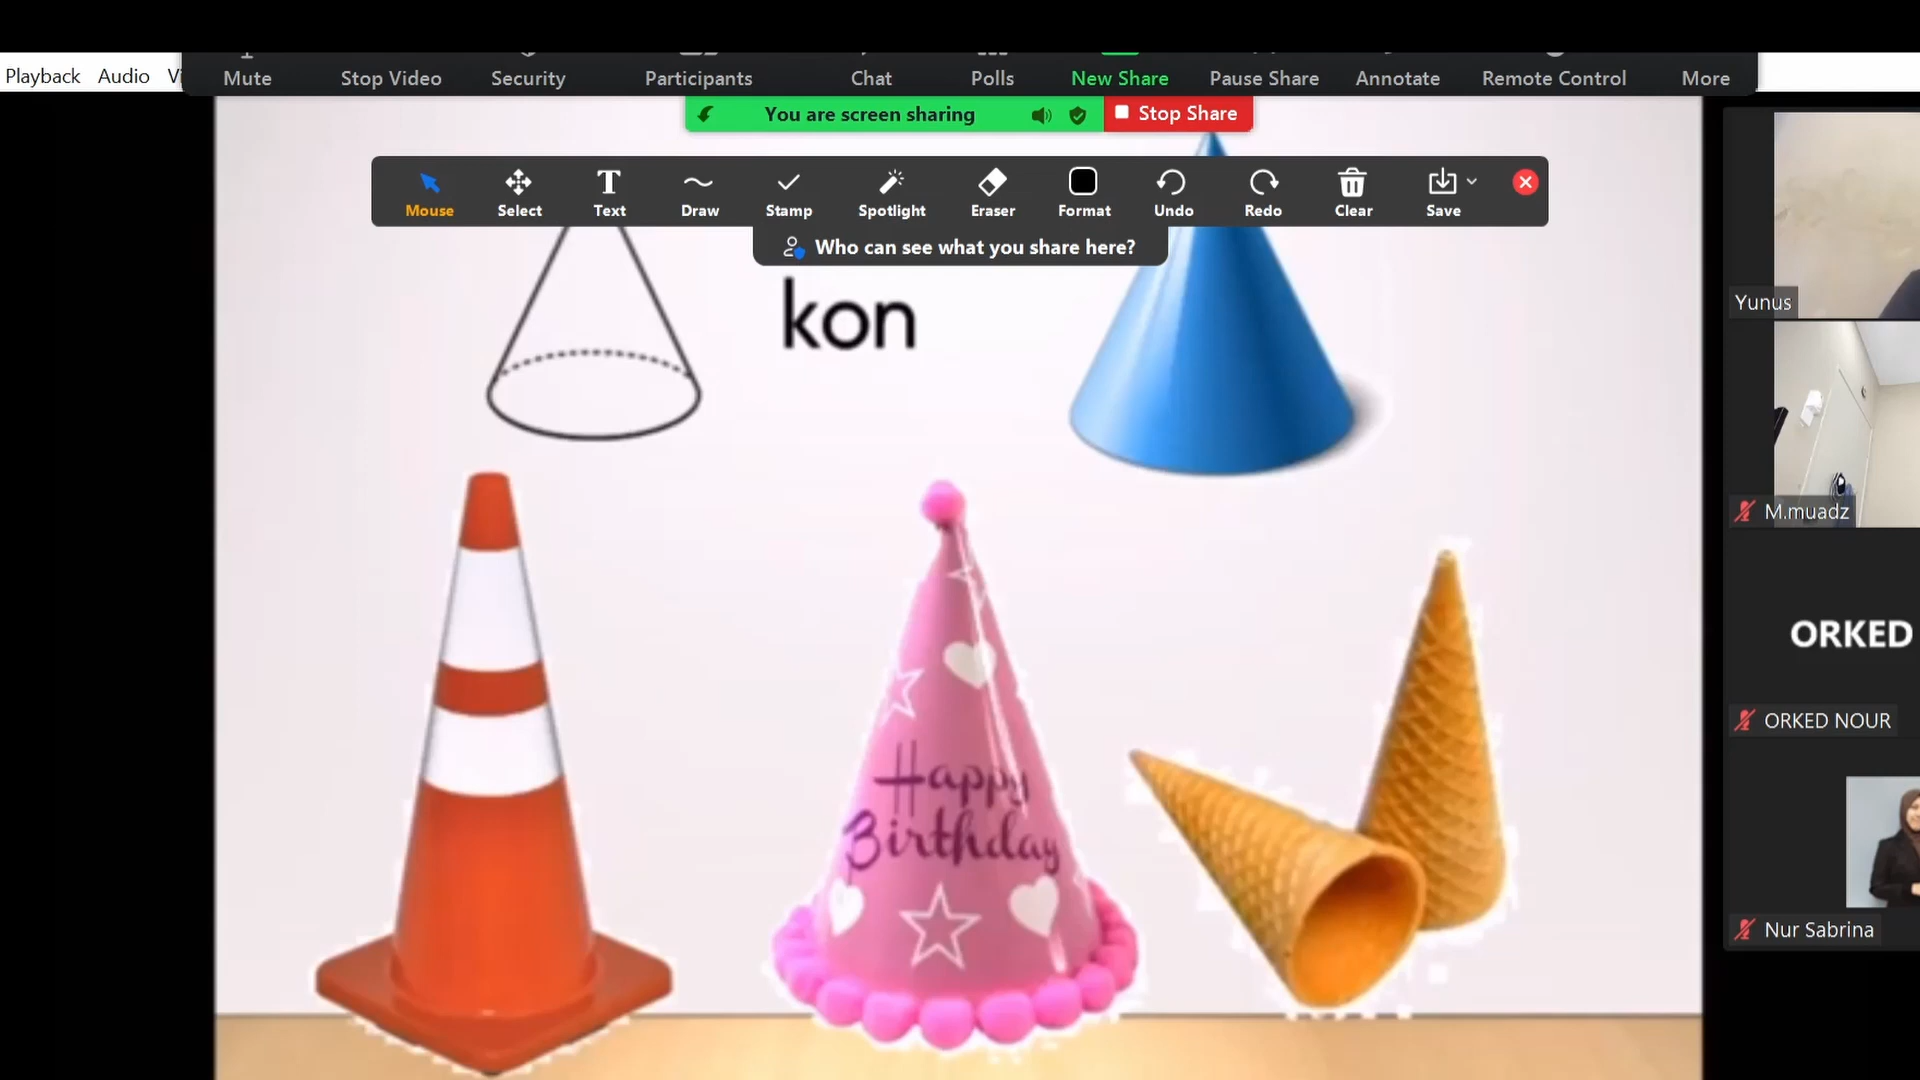 Playback Audio Vi
Mute Stop Video Security Participants Chat Polls New Share Pause Share Annotate Remote Control More
You are screen sharing Stop Share
Mouse Select Text Draw Stamp Spotlight Eraser Format Undo Redo Clear Save
Who can see what you share here?
kon
Happy
Birthday
Yunus
M.muadz
ORKED
ORKED NOUR
Nur Sabrina